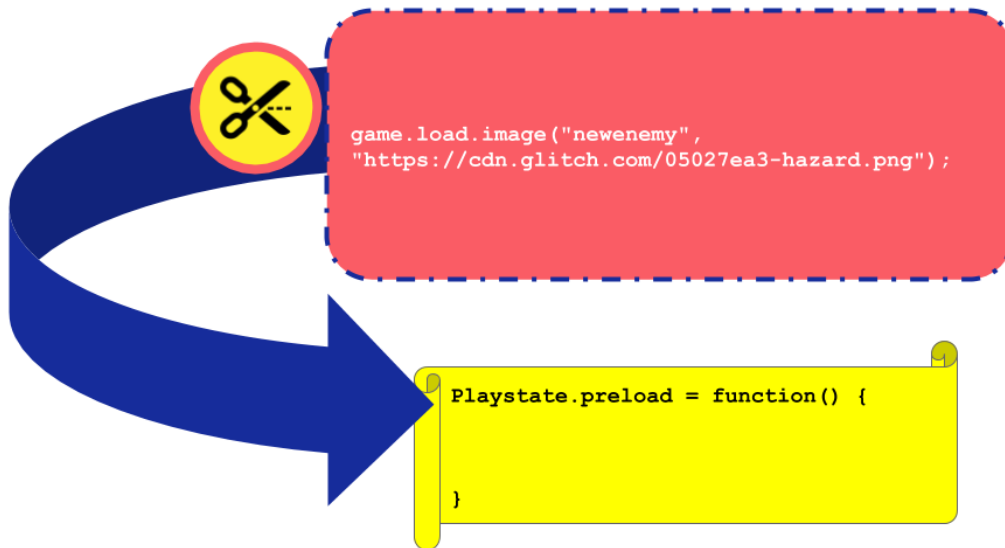 game.load.image("newenemy",
"https://cdn.glitch.com/05027ea3-hazard.png");
Playstate.preload = function() {
}